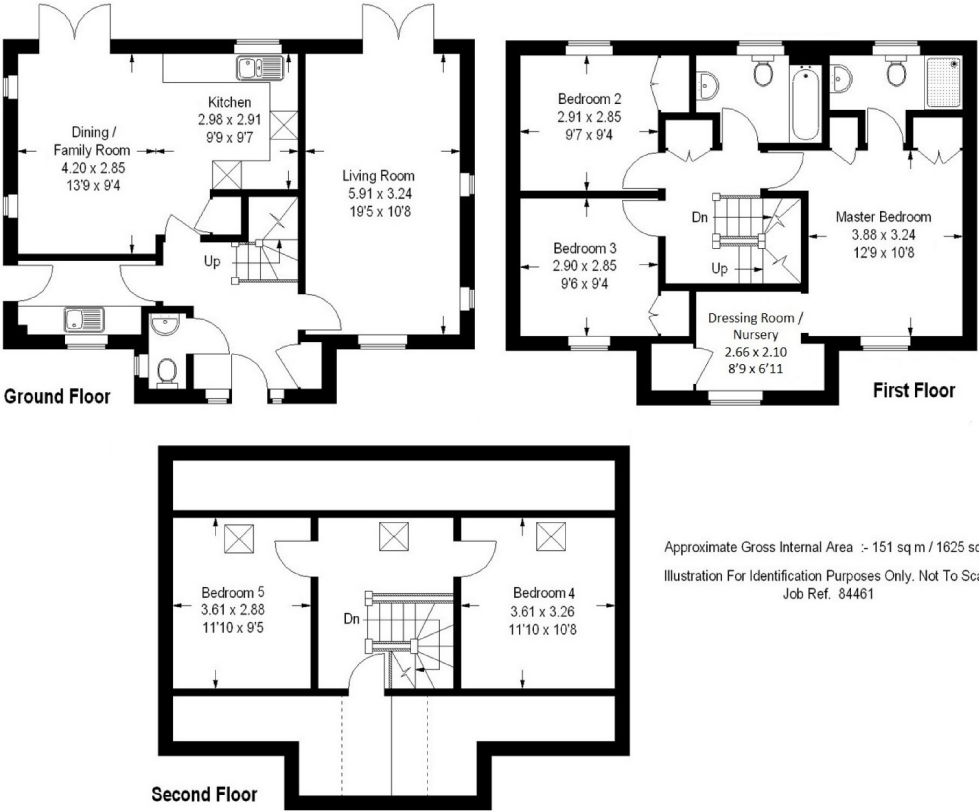 Kitchen
2.98 x 2.91
9'9 x 9'7
Dining /
Family Room
4.20 x 2.85
13'9 x 9'4
Living Room
5.91 x 3.24
19'5 x 10'8
Up
Ground Floor
Bedroom 2
2.91 x 2.85
9'7 x 9'4
Dn
Up
Master Bedroom
3.88 x 3.24
12'9 x 10'8
Bedroom 3
2.90 x 2.85
9'6 x 9'4
Dressing Room /
Nursery
2.66 x 2.10
8'9 x 6'11
First Floor
Bedroom 5
3.61 x 2.88
11'10 x 9'5
Dn
Bedroom 4
3.61 x 3.26
11'10 x 10'8
Second Floor
Approximate Gross Internal Area :- 151 sq m / 1625 s
Illustration For Identification Purposes Only. Not To Sca
Job Ref. 84461